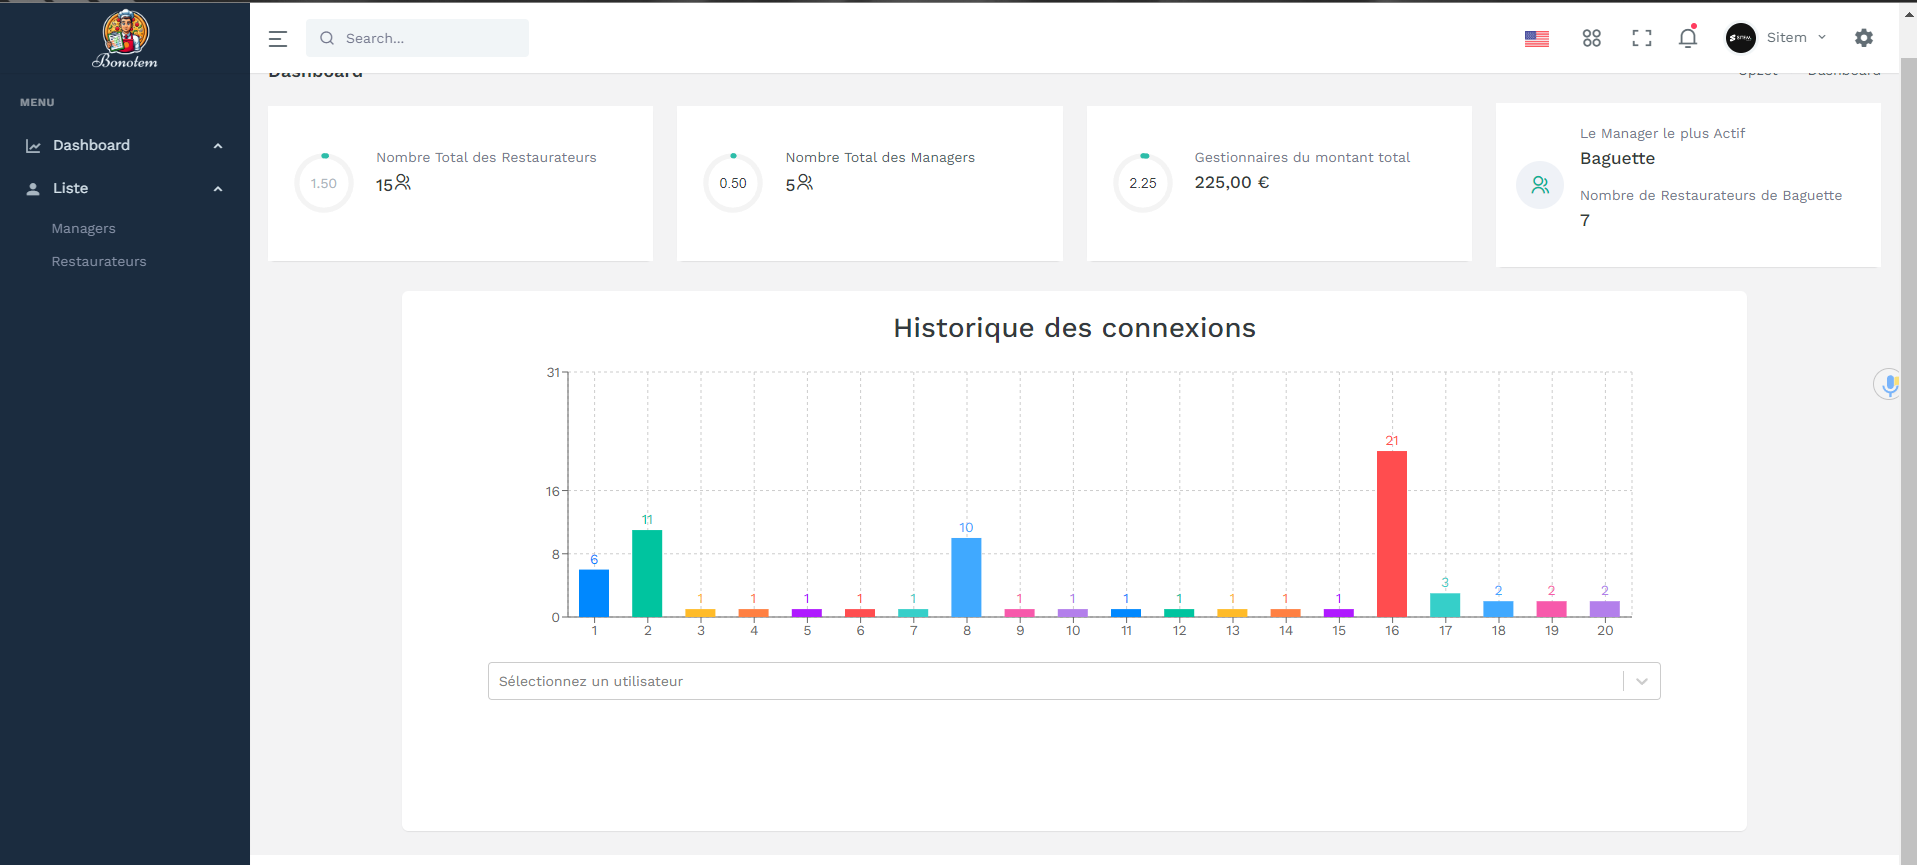 Bonotem
Search...
Sitem
MENU
Dashboard
Liste
Managers
Restaurateurs
Dashboard
Upzet
Dashboard
1.50
Nombre Total des Restaurateurs
15
0.50
Nombre Total des Managers
5
2.25
Gestionnaires du montant total
225,00 €
Le Manager le plus Actif
Baguette
Nombre de Restaurateurs de Baguette
7
Historique des connexions
31
16
8
0
6 11 1 1 1 1 1 10 1 1 1 1 1 1 1 21 3 2 2 2
1 2 3 4 5 6 7 8 9 10 11 12 13 14 15 16 17 18 19 20
Sélectionnez un utilisateur